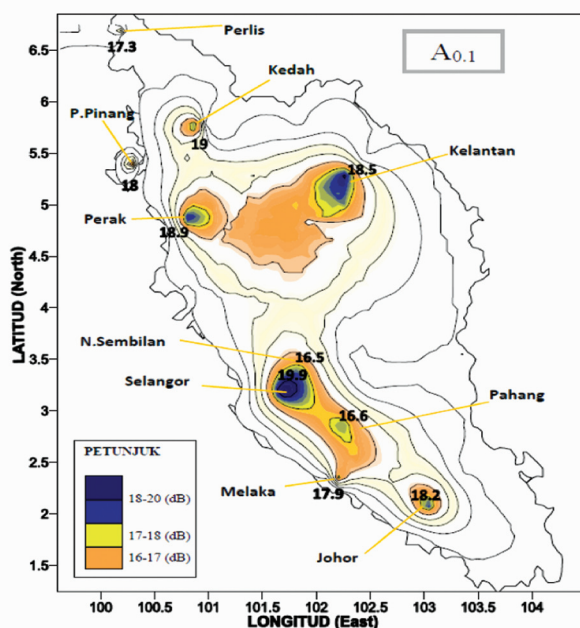 A0.1
Perlis
17.3
Kedah
P.Pinang
19
18
18.5
Kelantan
Perak
18.9
N.Sembilan
16.5
19.9
Selangor
16.6
Pahang
Melaka
17.9
18.2
Johor
PETUNJUK
18-20 (dB)
17-18 (dB)
16-17 (dB)
LATITUD (North)
6.5
6
5.5
5
4.5
4
3.5
3
2.5
2
1.5
100 100.5 101 101.5 102 102.5 103 103.5 104
LONGITUD (East)